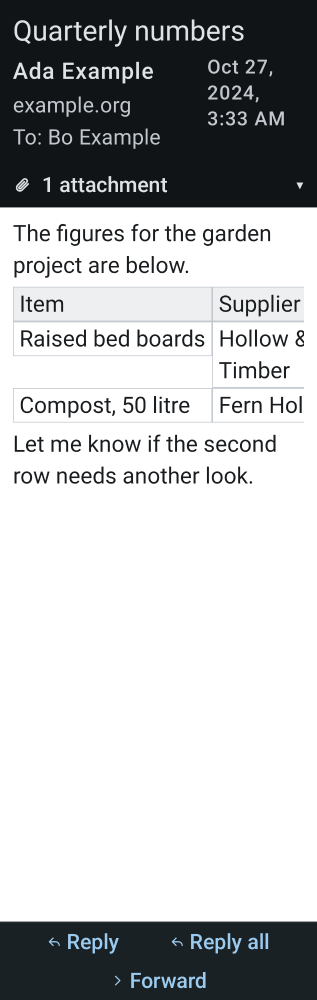 Quarterly numbers
Ada Example
Oct 27, 2024, 3:33 AM
example.org
To: Bo Example
1 attachment
The figures for the garden
project are below.
Item Supplier
Raised bed boards Hollow &
Timber
Compost, 50 litre Fern
Let me know if the second
row needs another look.
Reply Reply all
Forward